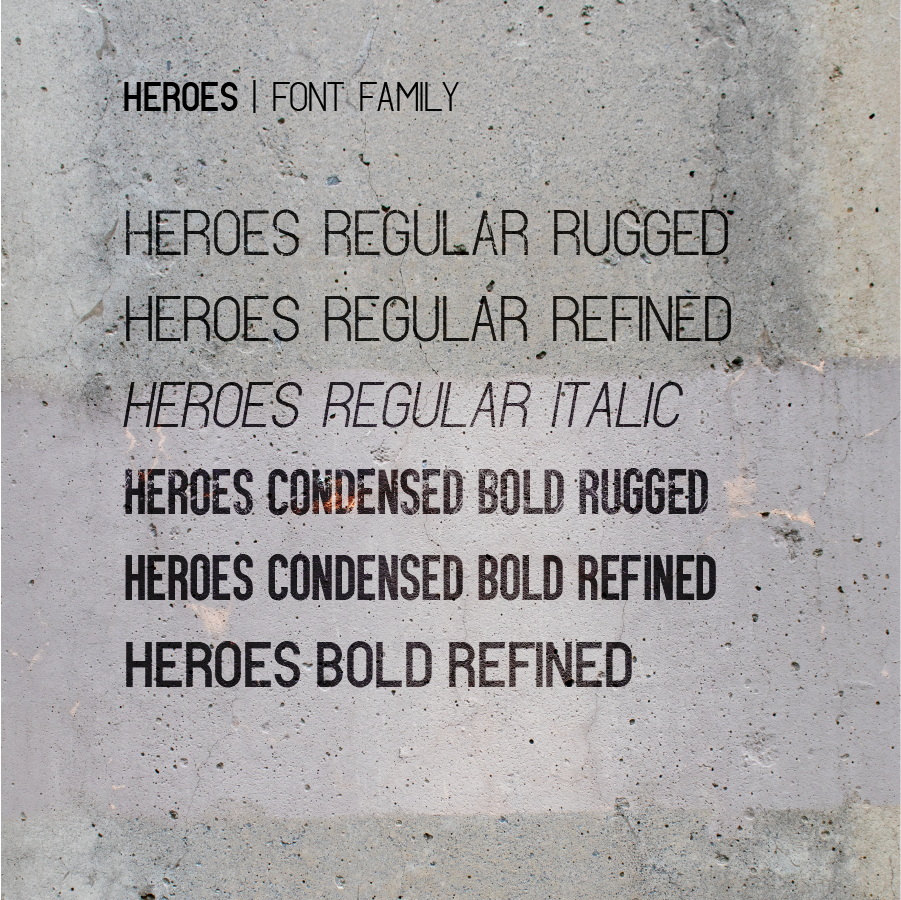 HEROES | FONT FAMILY
HEROES REGULAR RUGGED
HEROES REGULAR REFINED
HEROES REGULAR ITALIC
HEROES CONDENSED BOLD RUGGED
HEROES CONDENSED BOLD REFINED
HEROES BOLD REFINED